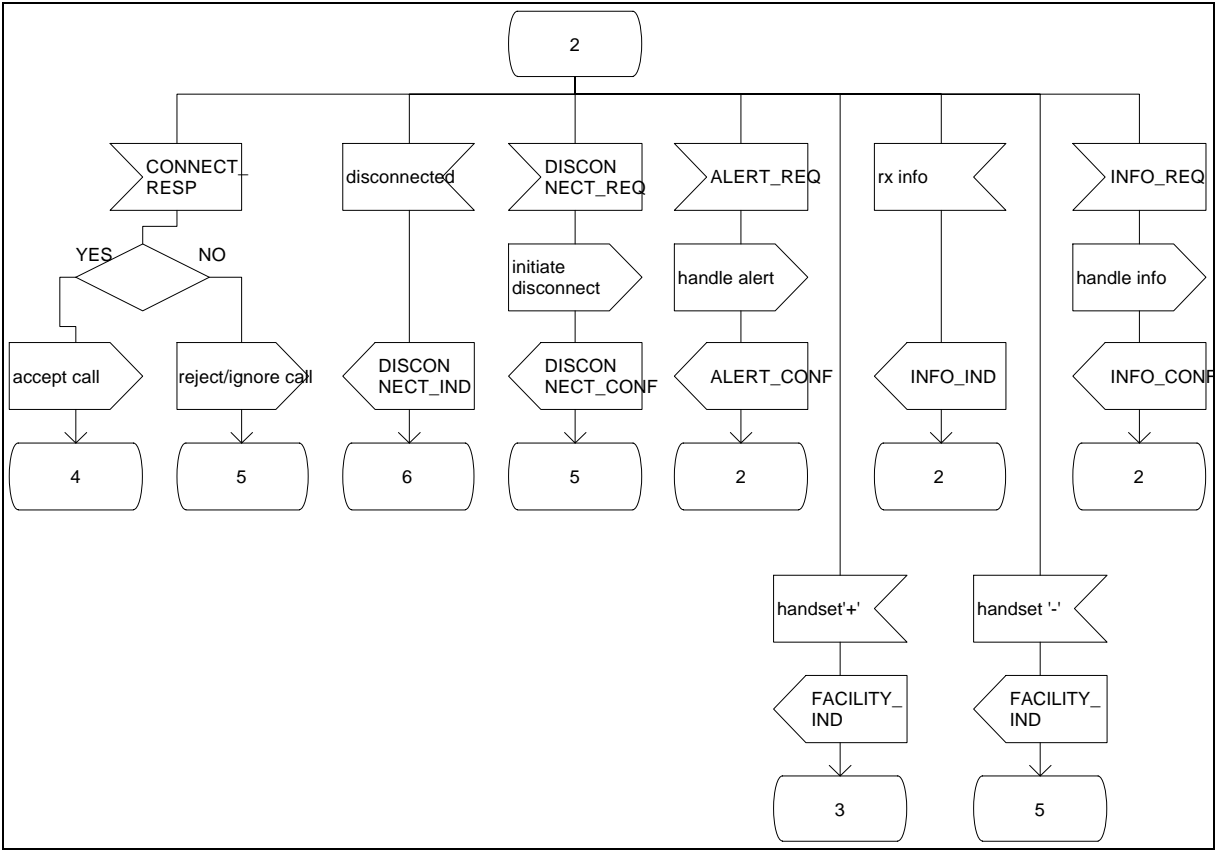 2
CONNECT_
RESP
disconnected
DISCON
NECT_REQ
ALERT_REQ
rx info
INFO_REQ
YES
NO
initiate
disconnect
handle alert
handle info
accept call
reject/ignore call
DISCON
NECT_IND
DISCON
NECT_CONF
ALERT_CONF
INFO_IND
INFO_CONF
4
5
6
5
2
2
2
handset'+'
handset '-'
FACILITY_
IND
FACILITY_
IND
3
5